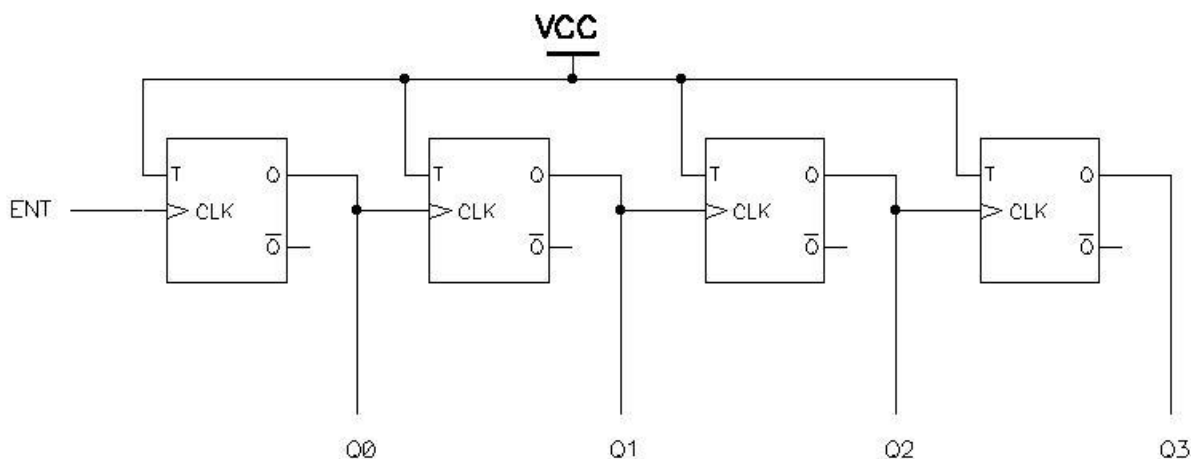 VCC
T Q T Q T Q T Q
ENT CLK CLK CLK CLK
Q̅ Q̅ Q̅ Q̅
Q0 Q1 Q2 Q3